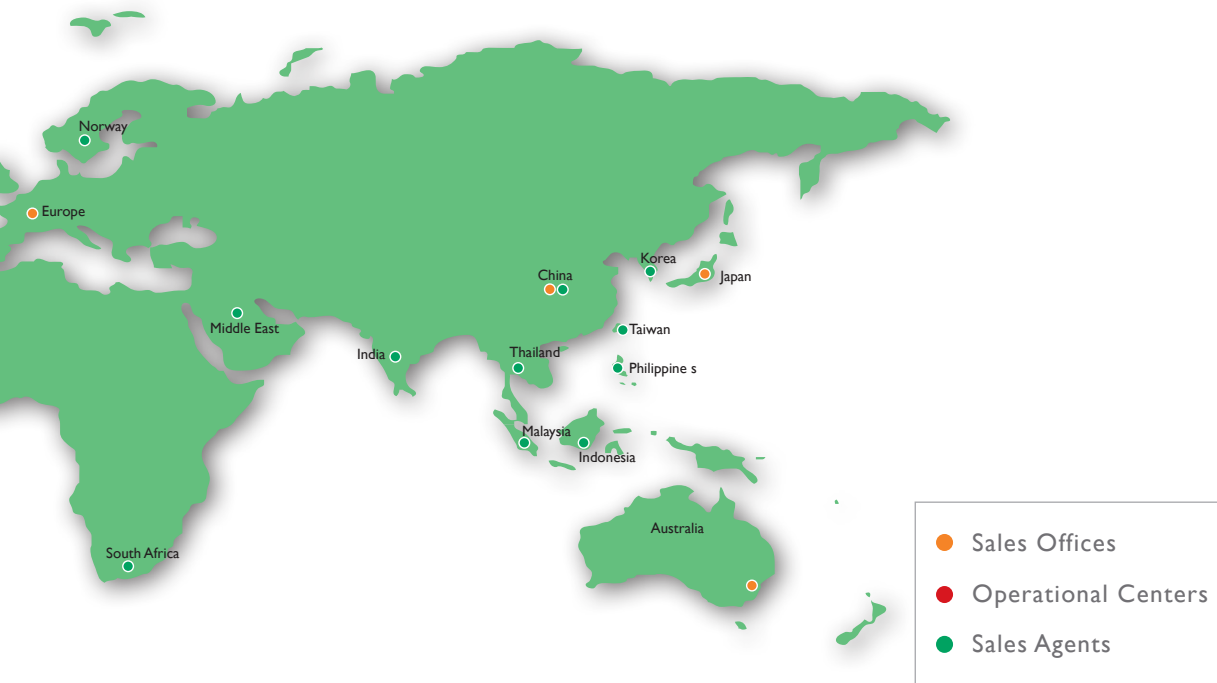 Norway
Europe
Korea
China
Japan
Middle East
Taiwan
India
Thailand
Philippine s
Malaysia
Indonesia
Australia
South Africa
Sales Offices
Operational Centers
Sales Agents